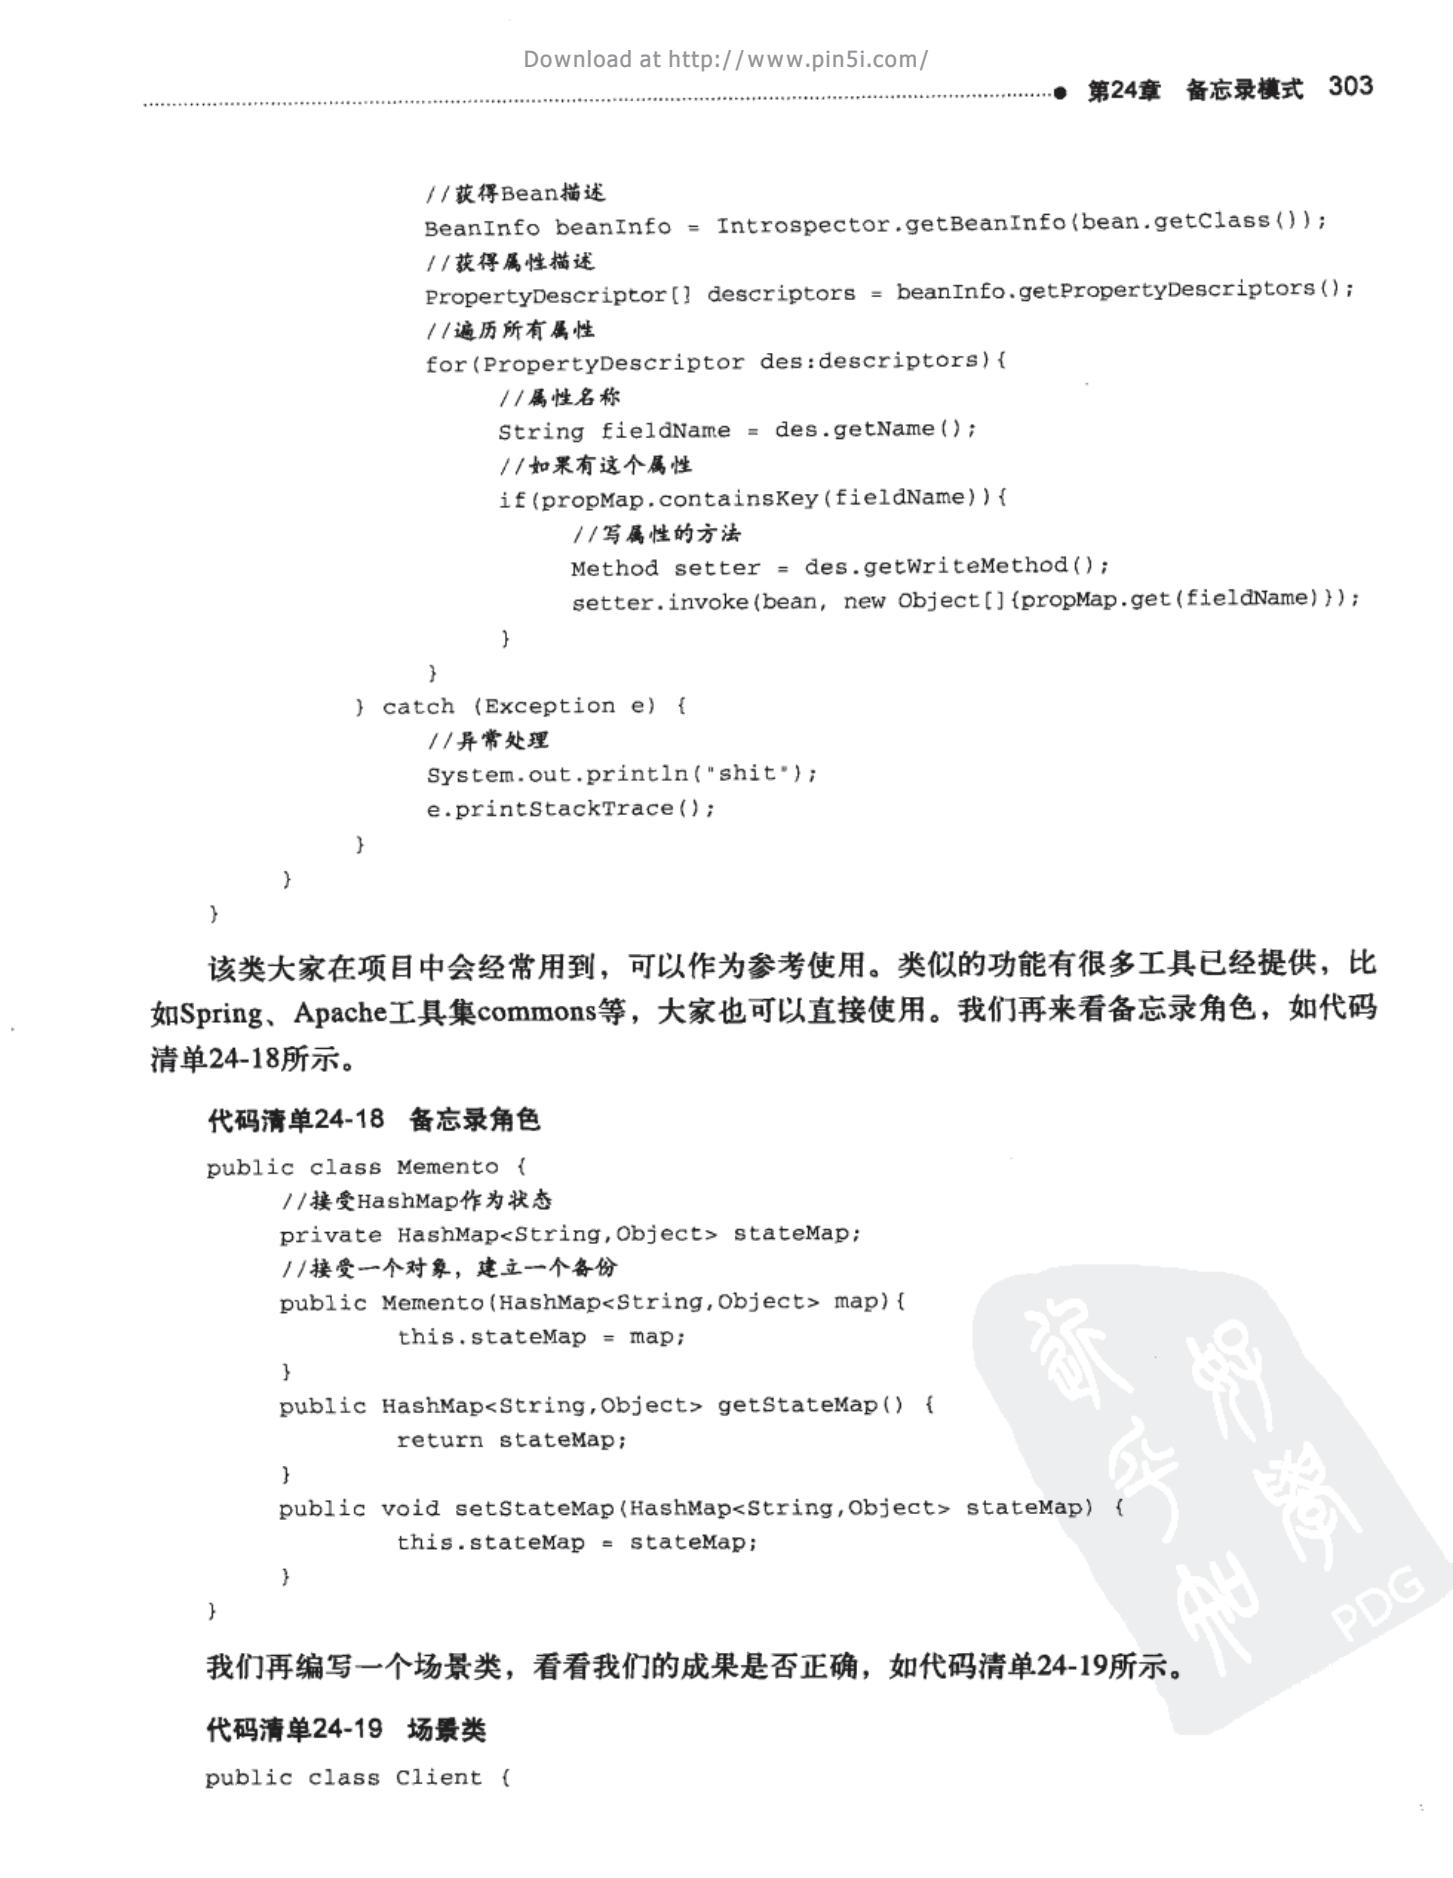 Download at http://www.pin5i.com/
第24章 备忘录模式 303
//获得Bean描述
BeanInfo beanInfo = Introspector.getBeanInfo(bean.getClass());
//获得属性描述
PropertyDescriptor[] descriptors = beanInfo.getPropertyDescriptors();
//遍历所有属性
for(PropertyDescriptor des:descriptors){
//属性名称
String fieldName = des.getName();
//如果有这个属性
if(propMap.containsKey(fieldName)){
//写属性的方法
Method setter = des.getWriteMethod();
setter.invoke(bean, new Object[]{propMap.get(fieldName)});
}
}
} catch (Exception e) {
//异常处理
System.out.println("shit");
e.printStackTrace();
}
}
}
该类大家在项目中会经常用到，可以作为参考使用。类似的功能有很多工具已经提供，比
如Spring、Apache工具集commons等，大家也可以直接使用。我们再来看备忘录角色，如代码
清单24-18所示。
代码清单24-18 备忘录角色
public class Memento {
//接受HashMap作为状态
private HashMap<String,Object> stateMap;
//接受一个对象，建立一个备份
public Memento(HashMap<String,Object> map){
this.stateMap = map;
}
public HashMap<String,Object> getStateMap() {
return stateMap;
}
public void setStateMap(HashMap<String,Object> stateMap) {
this.stateMap = stateMap;
}
}
PDG
我们再编写一个场景类，看看我们的成果是否正确，如代码清单24-19所示。
代码清单24-19 场景类
public class Client {